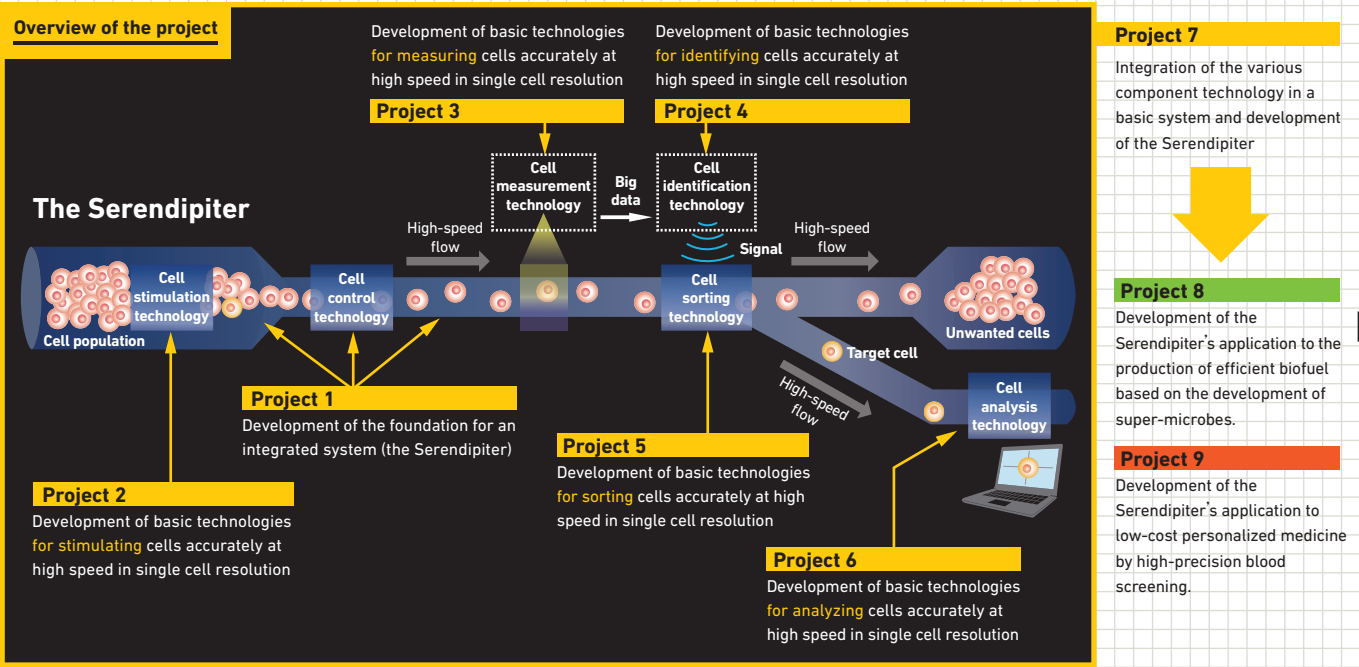 Overview of the project
Development of basic technologies
for measuring cells accurately at
high speed in single cell resolution
Project 3
Development of basic technologies
for identifying cells accurately at
high speed in single cell resolution
Project 4
The Serendipiter
Cell
measurement
technology
Big
data
Cell
identification
technology
High-speed
flow
Signal
High-speed
flow
Cell
stimulation
technology
Cell population
Cell
control
technology
Cell
sorting
technology
Unwanted cells
Target cell
High-speed
flow
Cell
analysis
technology
Project 1
Development of the foundation for an
integrated system (the Serendipiter)
Project 2
Development of basic technologies
for stimulating cells accurately at
high speed in single cell resolution
Project 5
Development of basic technologies
for sorting cells accurately at high
speed in single cell resolution
Project 6
Development of basic technologies
for analyzing cells accurately at
high speed in single cell resolution
Project 7
Integration of the various
component technology in a
basic system and development
of the Serendipiter
Project 8
Development of the
Serendipiter's application to the
production of efficient biofuel
based on the development of
super-microbes.
Project 9
Development of the
Serendipiter's application to
low-cost personalized medicine
by high-precision blood
screening.